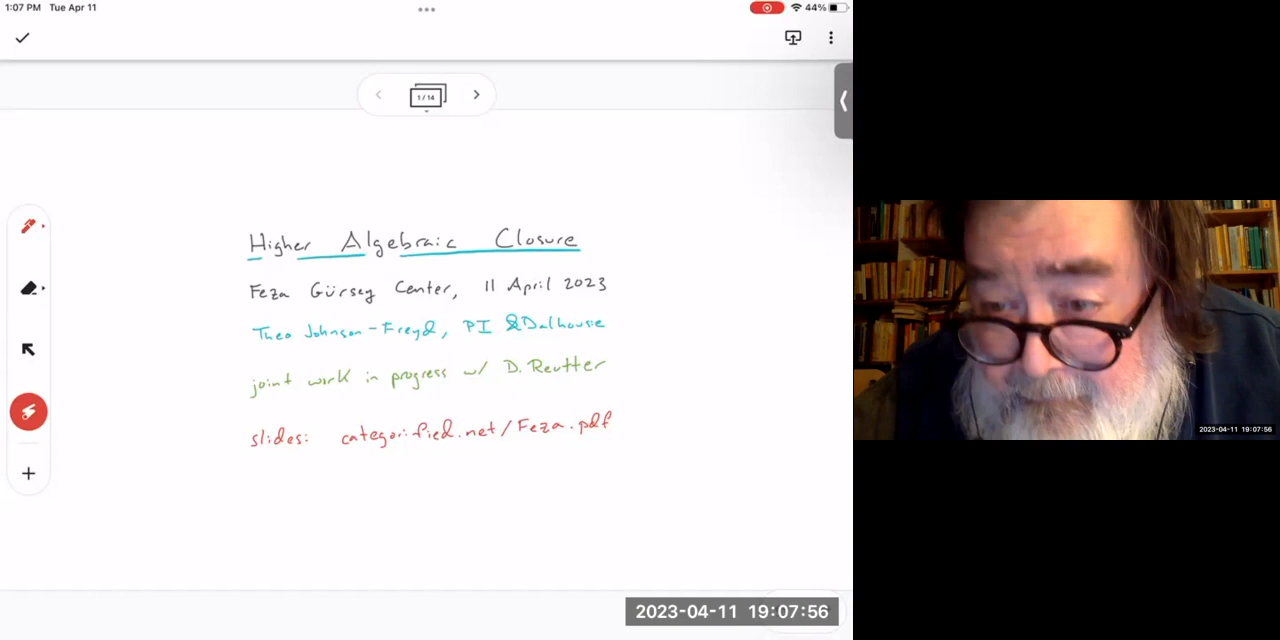 1:07 PM Tue Apr 11
44%
1 / 14
Higher Algebraic Closure
Feza Gürsey Center, 11 April 2023
Theo Johnson-Freyd, PI & Dalhousie
joint work in progress w/ D. Reutter
slides: categorified.net/Feza.pdf
2023-04-11 19:07:56
2023-04-11 19:07:56